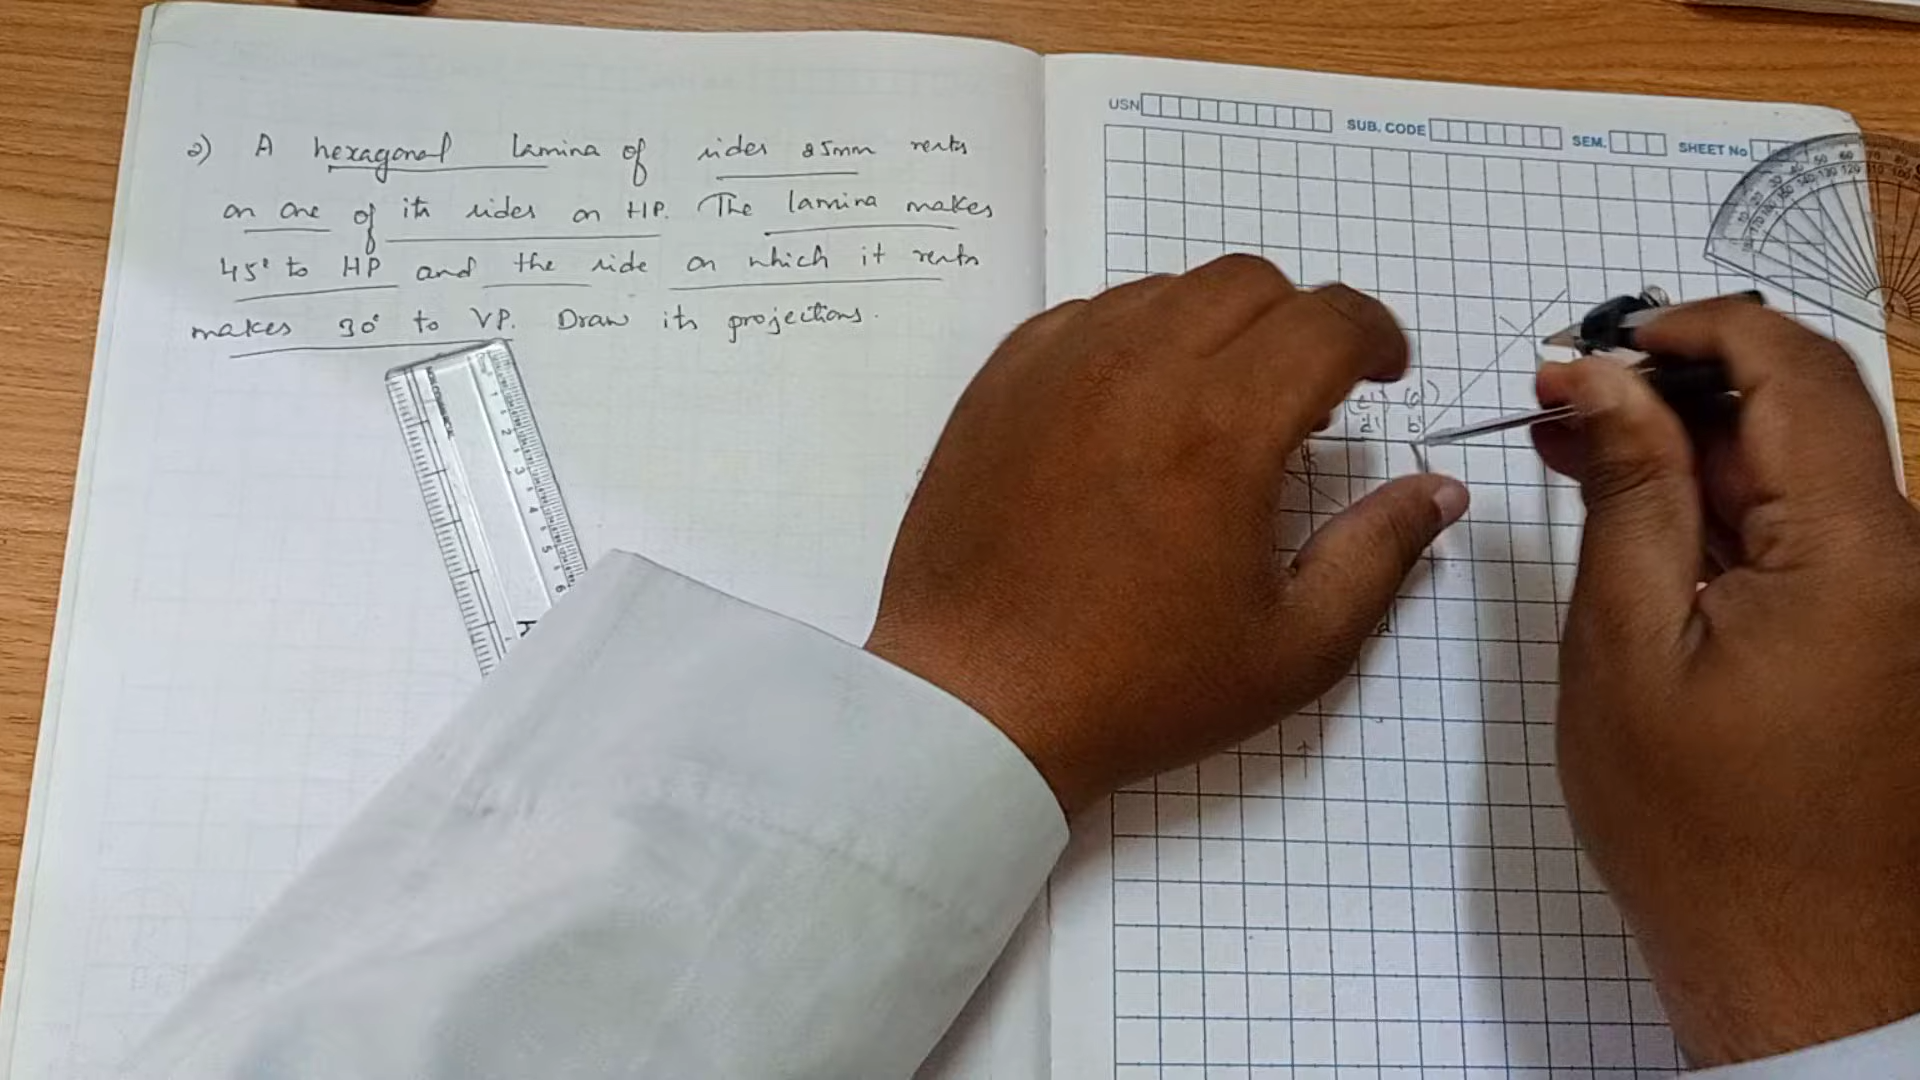 2) A hexagonal lamina of sides 25mm rests
on one of its sides on HP. The lamina makes
45° to HP and the side on which it rests
makes 30° to VP. Draw its projections.
USN
SUB. CODE
SEM.
SHEET No